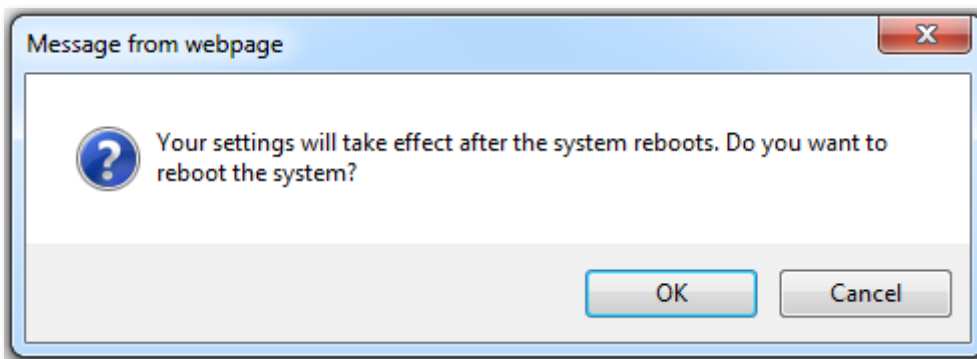 Message from webpage
Your settings will take effect after the system reboots. Do you want to
reboot the system?
OK
Cancel